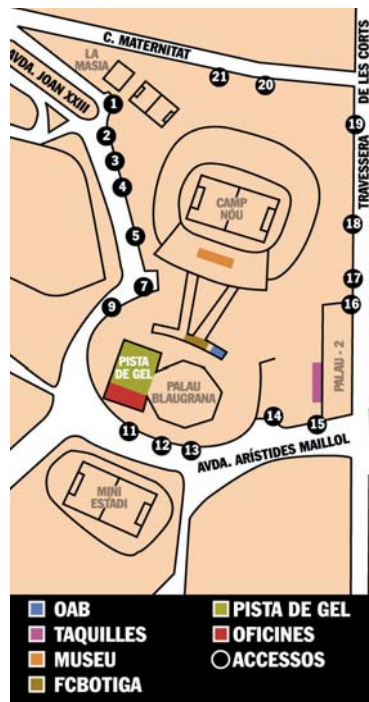 C. MATERNITAT
LA
MASIA
AVDA. JOAN XXIII
21
20
DE LES CORTS
TRAVESSERA
1
19
2
3
4
CAMP
NOU
5
18
17
7
16
9
PISTA
DE GEL
PALAU - 2
PALAU
BLAUGRANA
14
15
11
12
13
AVDA. ARÍSTIDES MAILLOL
MINI
ESTADI
OAB
PISTA DE GEL
TAQUILLES
OFICINES
MUSEU
ACCESSOS
FCBOTIGA